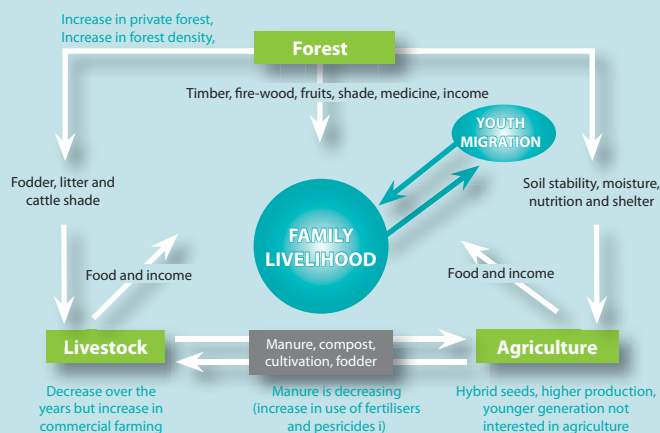 Increase in private forest,
Increase in forest density,
Forest
Timber, fire-wood, fruits, shade, medicine, income
YOUTH
MIGRATION
Fodder, litter and
cattle shade
Soil stability, moisture,
nutrition and shelter
FAMILY
LIVELIHOOD
Food and income
Food and income
Livestock
Manure, compost,
cultivation, fodder
Agriculture
Decrease over the
years but increase in
commercial farming
Manure is decreasing
(increase in use of fertilisers
and pesricides i)
Hybrid seeds, higher production,
younger generation not
interested in agriculture